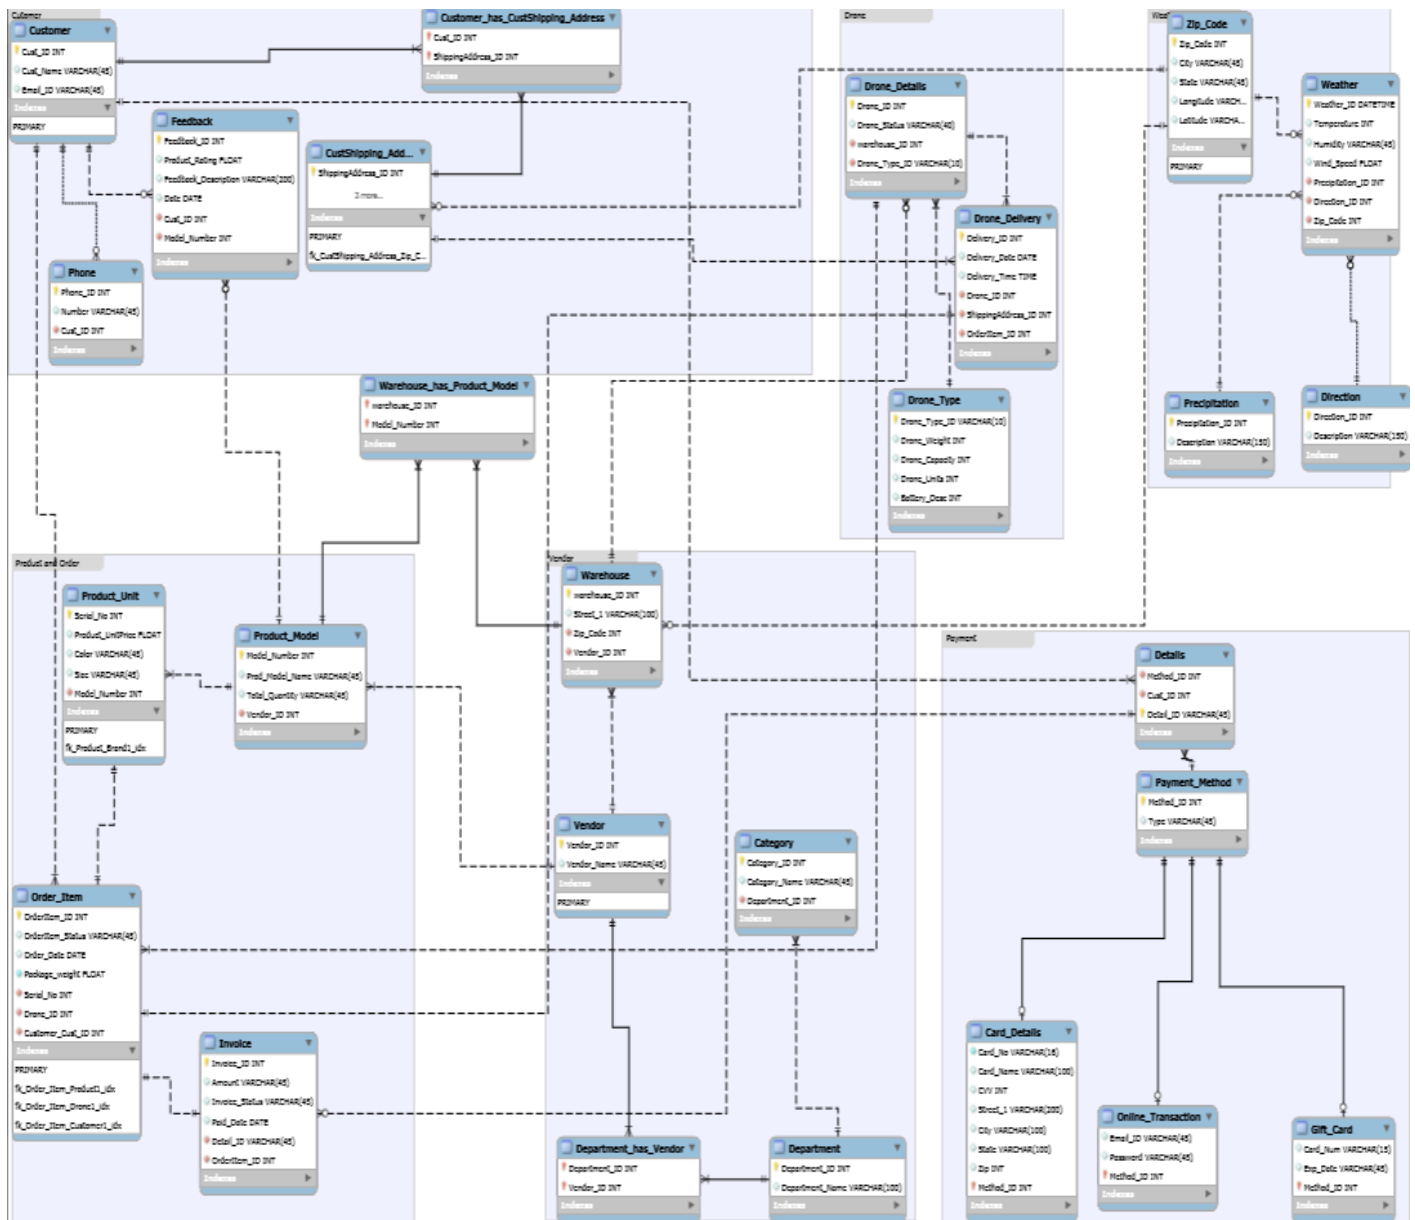 Customer
Customer
Cust_ID INT
Cust_Name VARCHAR(45)
Email_ID VARCHAR(45)
Indexes
PRIMARY
Customer_has_CustShipping_Address
Cust_ID INT
ShippingAddress_ID INT
Indexes
Feedback
Feedback_ID INT
Product_Rating FLOAT
Feedback_Description VARCHAR(200)
Date DATE
Cust_ID INT
Model_Number INT
Indexes
CustShipping_Add...
ShippingAddress_ID INT
3 more...
Indexes
PRIMARY
fk_CustShipping_Address_Zip_C...
Phone
Phone_ID INT
Number VARCHAR(45)
Cust_ID INT
Indexes
Drone
Drone_Details
Drone_ID INT
Drone_Status VARCHAR(40)
warehouse_ID INT
Drone_Type_ID VARCHAR(10)
Indexes
Drone_Delivery
Delivery_ID INT
Delivery_Date DATE
Delivery_Time TIME
Drone_ID INT
ShippingAddress_ID INT
OrderItem_ID INT
Indexes
Drone_Type
Drone_Type_ID VARCHAR(10)
Drone_Weight INT
Drone_Capacity INT
Drone_Units INT
Battery_Desc INT
Indexes
Zip_Code
Zip_Code INT
City VARCHAR(45)
State VARCHAR(45)
Longitude VARCH...
Latitude VARCHA...
Indexes
PRIMARY
Weather
Weather_ID DATETIME
Temperature INT
Humidity VARCHAR(45)
Wind_Speed FLOAT
Precipitation_ID INT
Direction_ID INT
Zip_Code INT
Indexes
Precipitation
Precipitation_ID INT
Description VARCHAR(150)
Indexes
Direction
Direction_ID INT
Description VARCHAR(150)
Indexes
Warehouse_has_Product_Model
warehouse_ID INT
Model_Number INT
Indexes
Product and Order
Product_Unit
Serial_No INT
Product_UnitPrice FLOAT
Color VARCHAR(45)
Size VARCHAR(45)
Model_Number INT
Indexes
PRIMARY
fk_Product_Brand1_idx
Product_Model
Model_Number INT
Prod_Model_Name VARCHAR(45)
Total_Quantity VARCHAR(45)
Vendor_ID INT
Indexes
Order_Item
OrderItem_ID INT
OrderItem_Status VARCHAR(45)
Order_Date DATE
Package_weight FLOAT
Serial_No INT
Drone_ID INT
Customer_Cust_ID INT
Indexes
PRIMARY
fk_Order_Item_Product1_idx
fk_Order_Item_Drone1_idx
fk_Order_Item_Customer1_idx
Invoice
Invoice_ID INT
Amount VARCHAR(45)
Invoice_Status VARCHAR(45)
Paid_Date DATE
Detail_ID VARCHAR(45)
OrderItem_ID INT
Indexes
Vendor
Warehouse
warehouse_ID INT
Street_1 VARCHAR(100)
Zip_Code INT
Vendor_ID INT
Indexes
Vendor
Vendor_ID INT
Vendor_Name VARCHAR(45)
Indexes
PRIMARY
Category
Category_ID INT
Category_Name VARCHAR(45)
Department_ID INT
Indexes
Department_has_Vendor
Department_ID INT
Vendor_ID INT
Indexes
Department
Department_ID INT
Department_Name VARCHAR(100)
Indexes
Payment
Details
Method_ID INT
Cust_ID INT
Detail_ID VARCHAR(45)
Indexes
Payment_Method
Method_ID INT
Type VARCHAR(45)
Indexes
Card_Details
Card_No VARCHAR(16)
Card_Name VARCHAR(100)
CVV INT
Street_1 VARCHAR(200)
City VARCHAR(100)
State VARCHAR(100)
Zip INT
Method_ID INT
Indexes
Online_Transaction
Email_ID VARCHAR(45)
Password VARCHAR(45)
Method_ID INT
Indexes
Gift_Card
Card_Num VARCHAR(15)
Exp_Date VARCHAR(45)
Method_ID INT
Indexes